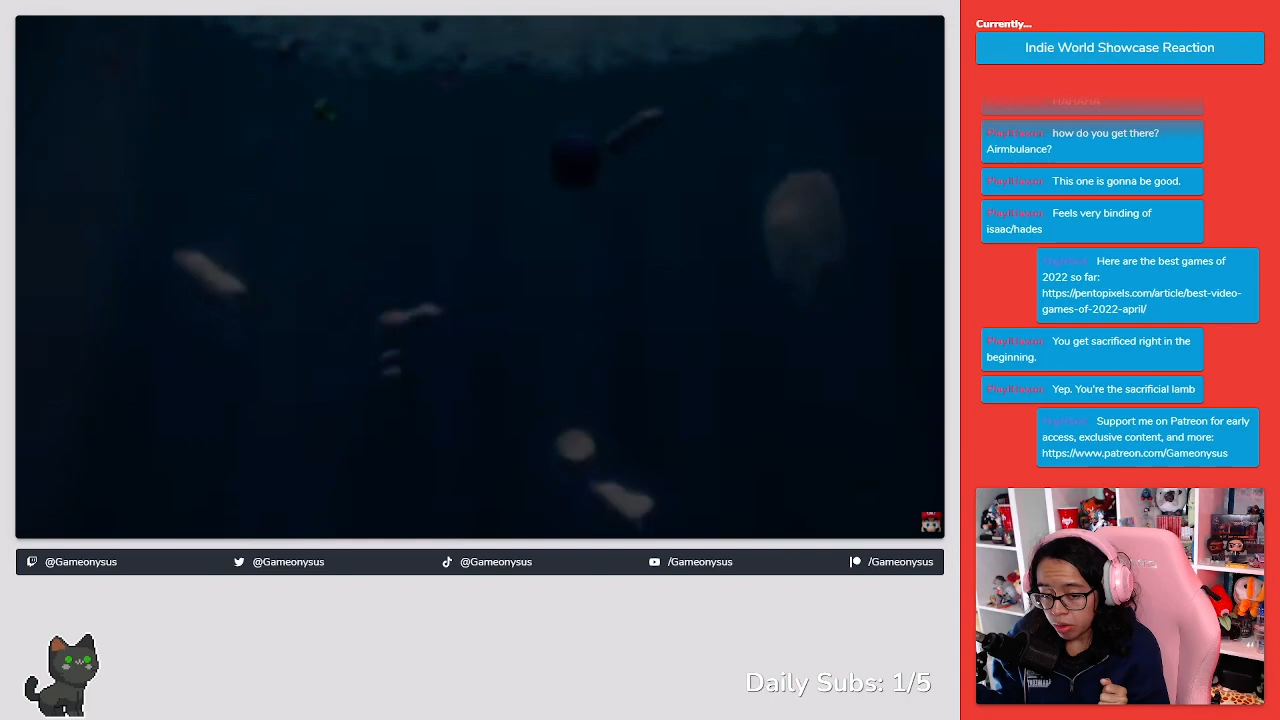 Currently...
Indie World Showcase Reaction
HAHAHA
how do you get there?
Airmbulance?
This one is gonna be good.
Feels very binding of
isaac/hades
Here are the best games of
2022 so far:
https://pentopixels.com/article/best-video-
games-of-2022-april/
You get sacrificed right in the
beginning.
Yep. You're the sacrificial lamb
Support me on Patreon for early
access, exclusive content, and more:
https://www.patreon.com/Gameonysus
@Gameonysus
@Gameonysus
@Gameonysus
/Gameonysus
/Gameonysus
Daily Subs: 1/5